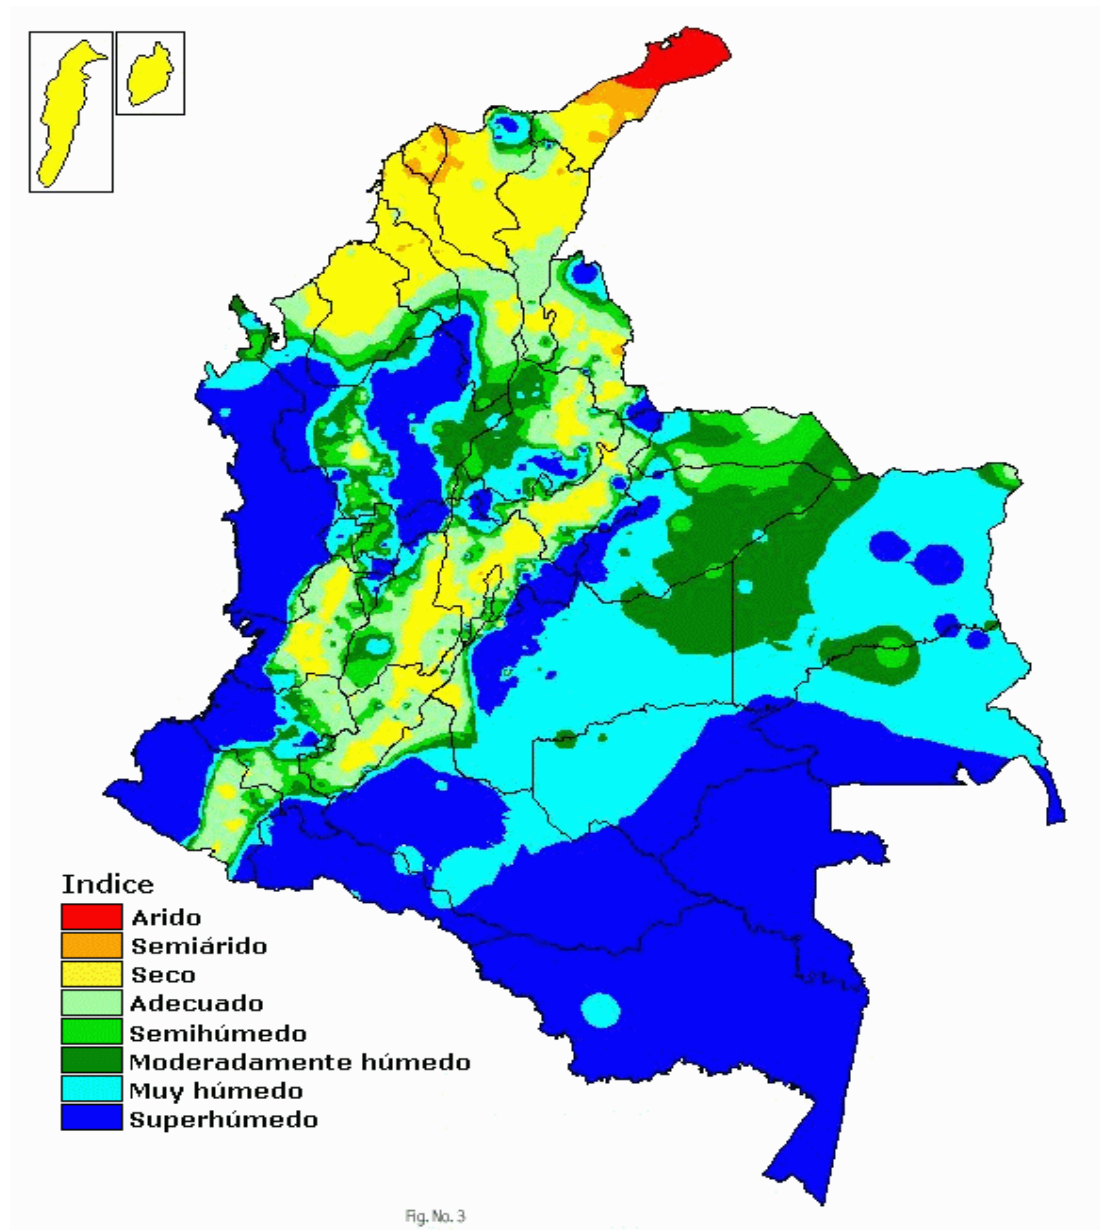 Indice
Arido
Semiárido
Seco
Adecuado
Semihúmedo
Moderadamente húmedo
Muy húmedo
Superhúmedo
Fig. No. 3